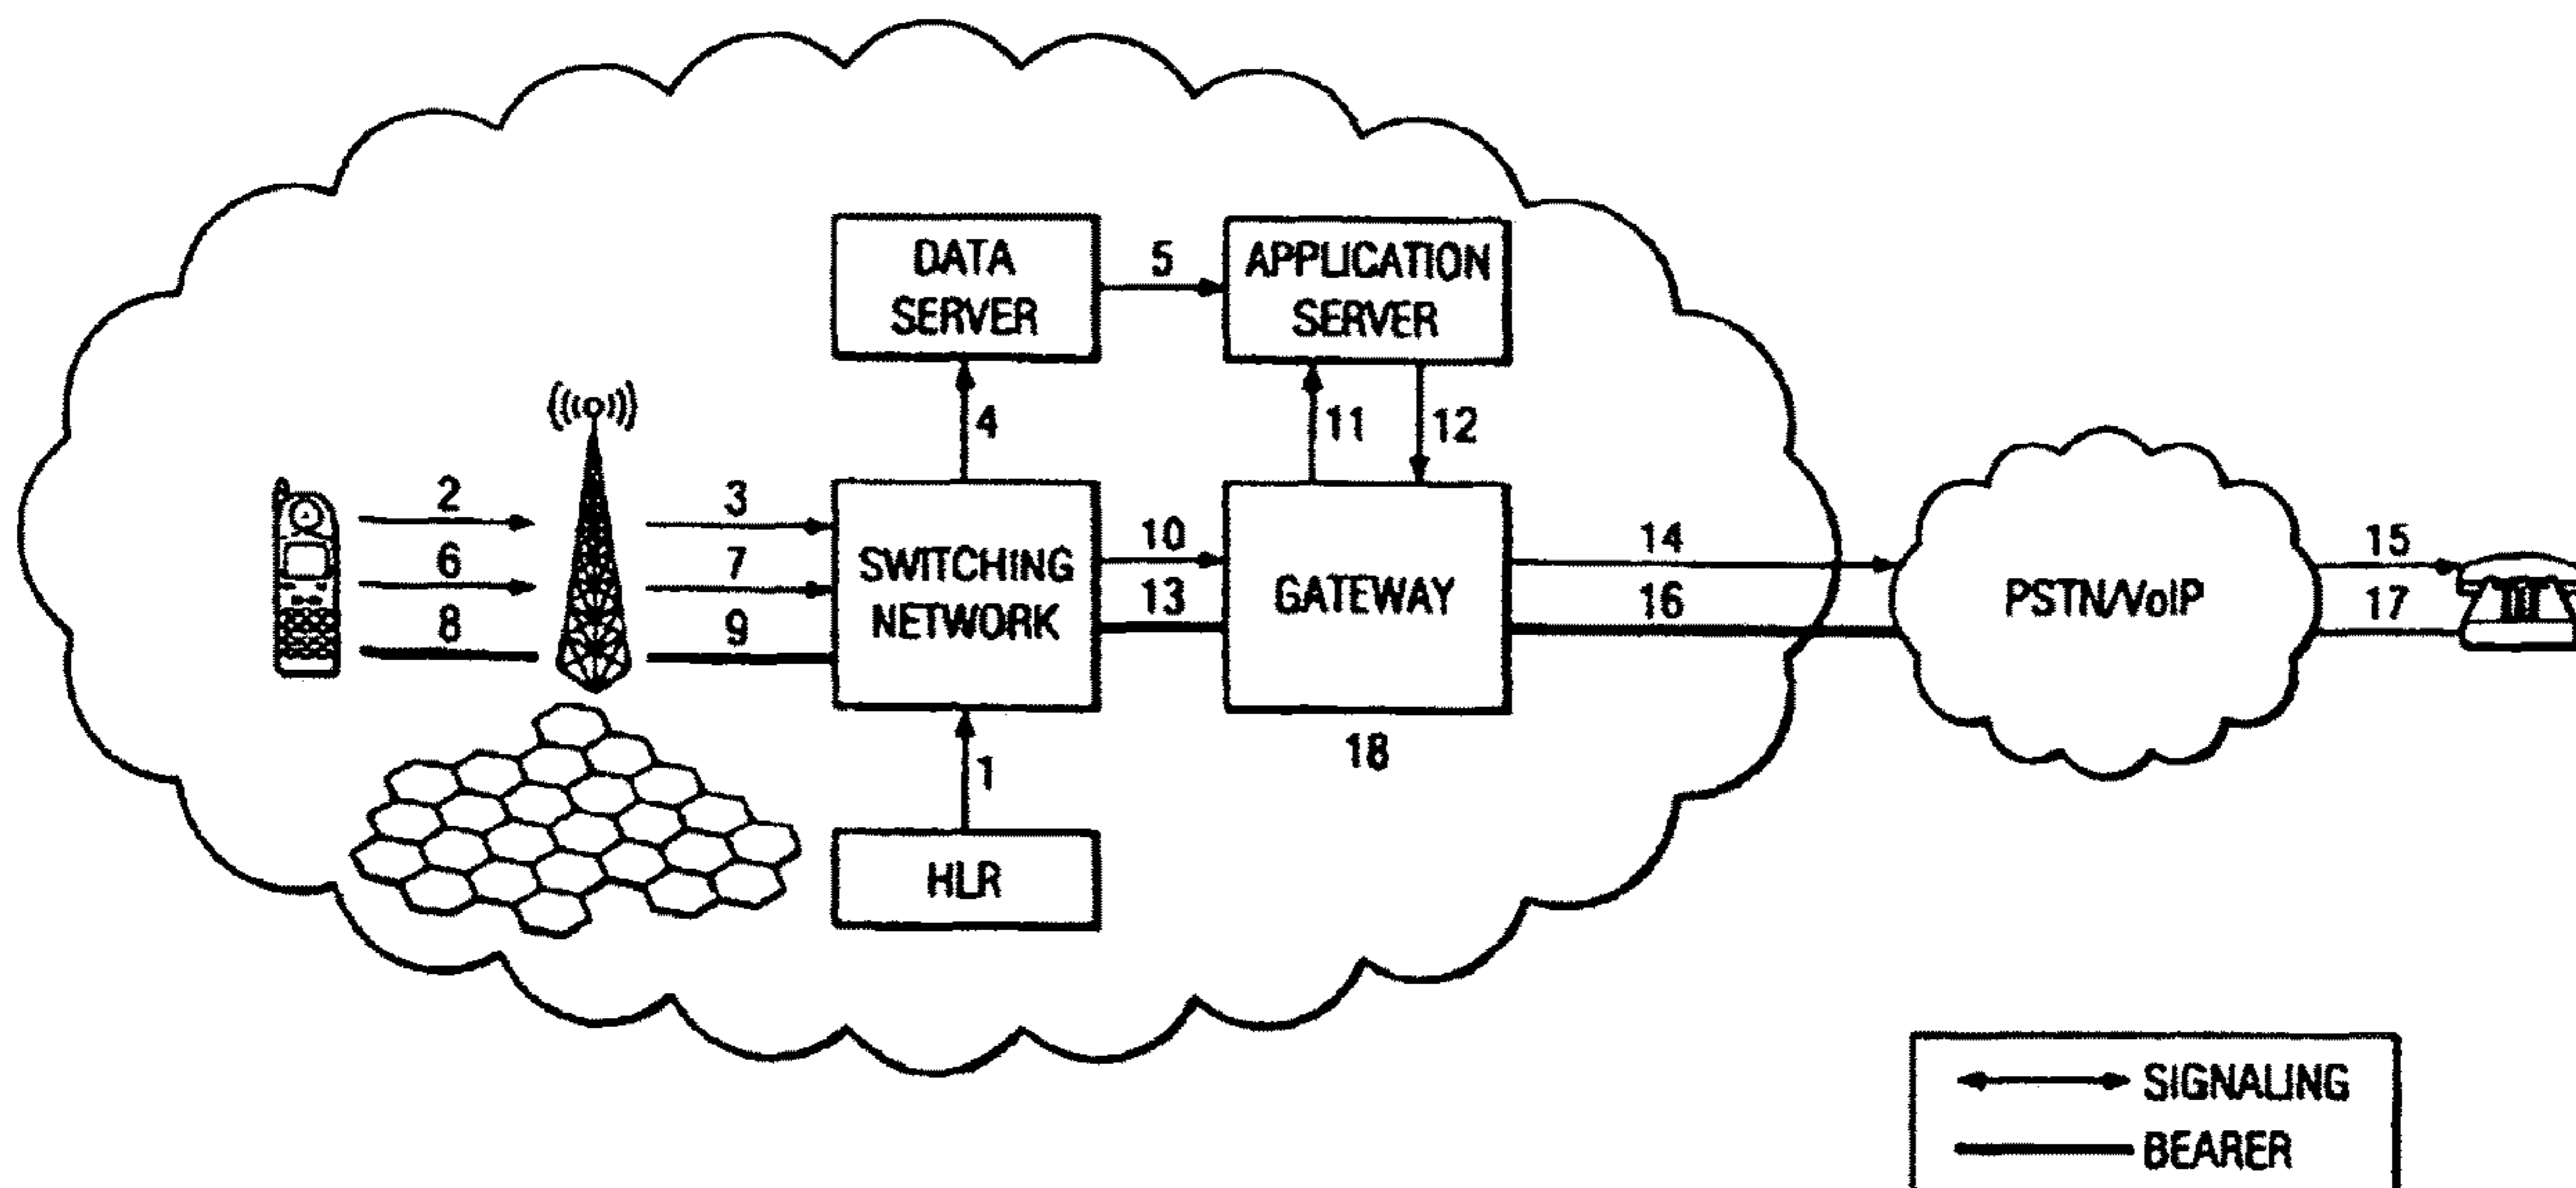 DATA
SERVER
5
APPLICATION
SERVER
4
11
12
2
3
6
7
8
9
SWITCHING
NETWORK
10
13
GATEWAY
14
16
PSTN/VoIP
15
17
18
1
HLR
SIGNALING
BEARER